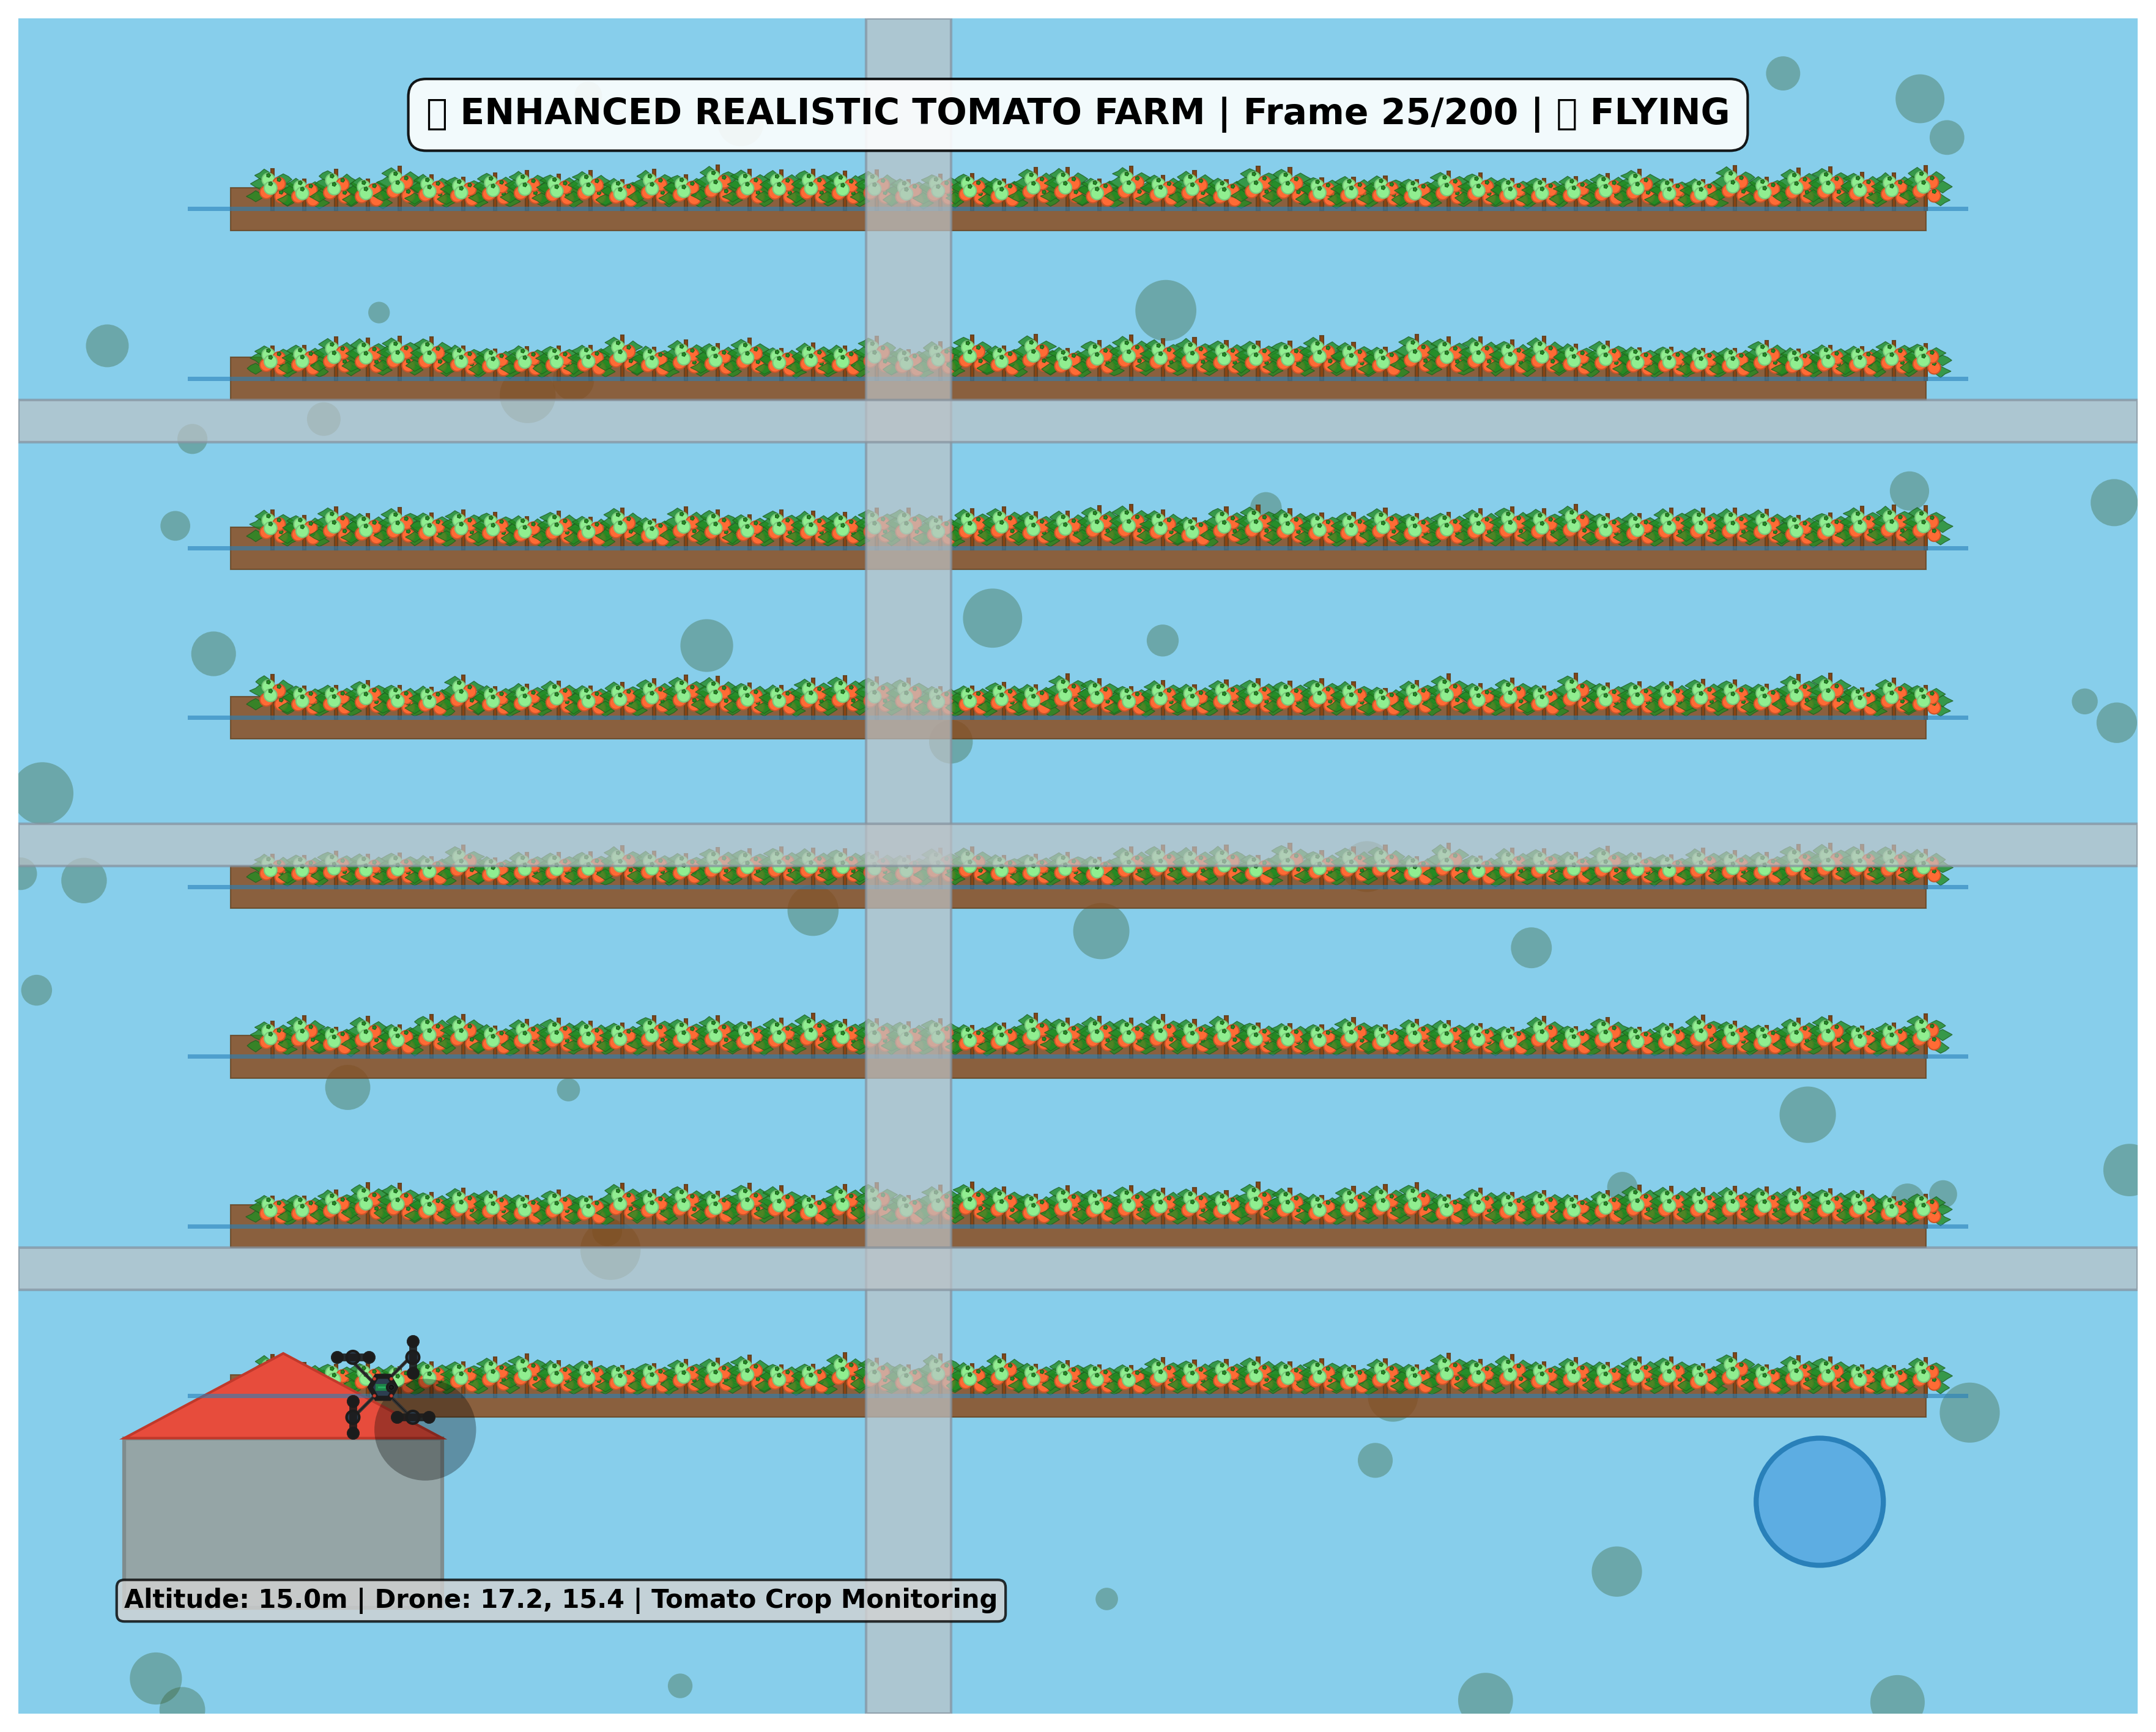 ▯ ENHANCED REALISTIC TOMATO FARM | Frame 25/200 | ▯ FLYING
Altitude: 15.0m | Drone: 17.2, 15.4 | Tomato Crop Monitoring